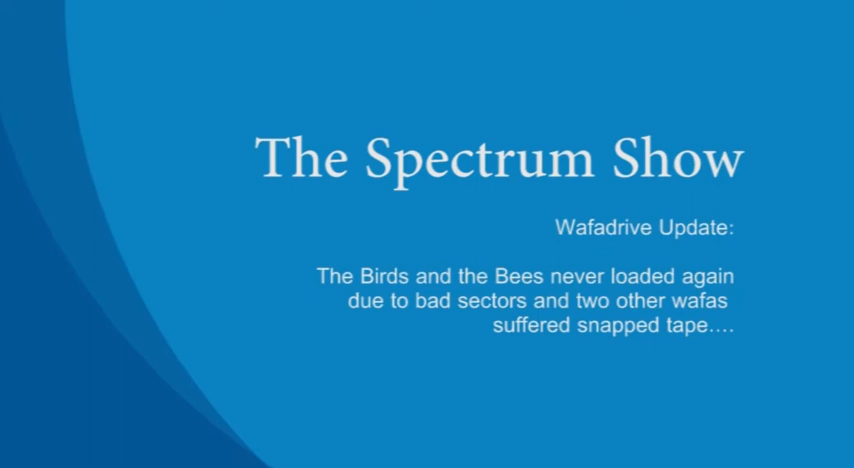 The Spectrum Show
Wafadrive Update:
The Birds and the Bees never loaded again
due to bad sectors and two other wafas
suffered snapped tape....